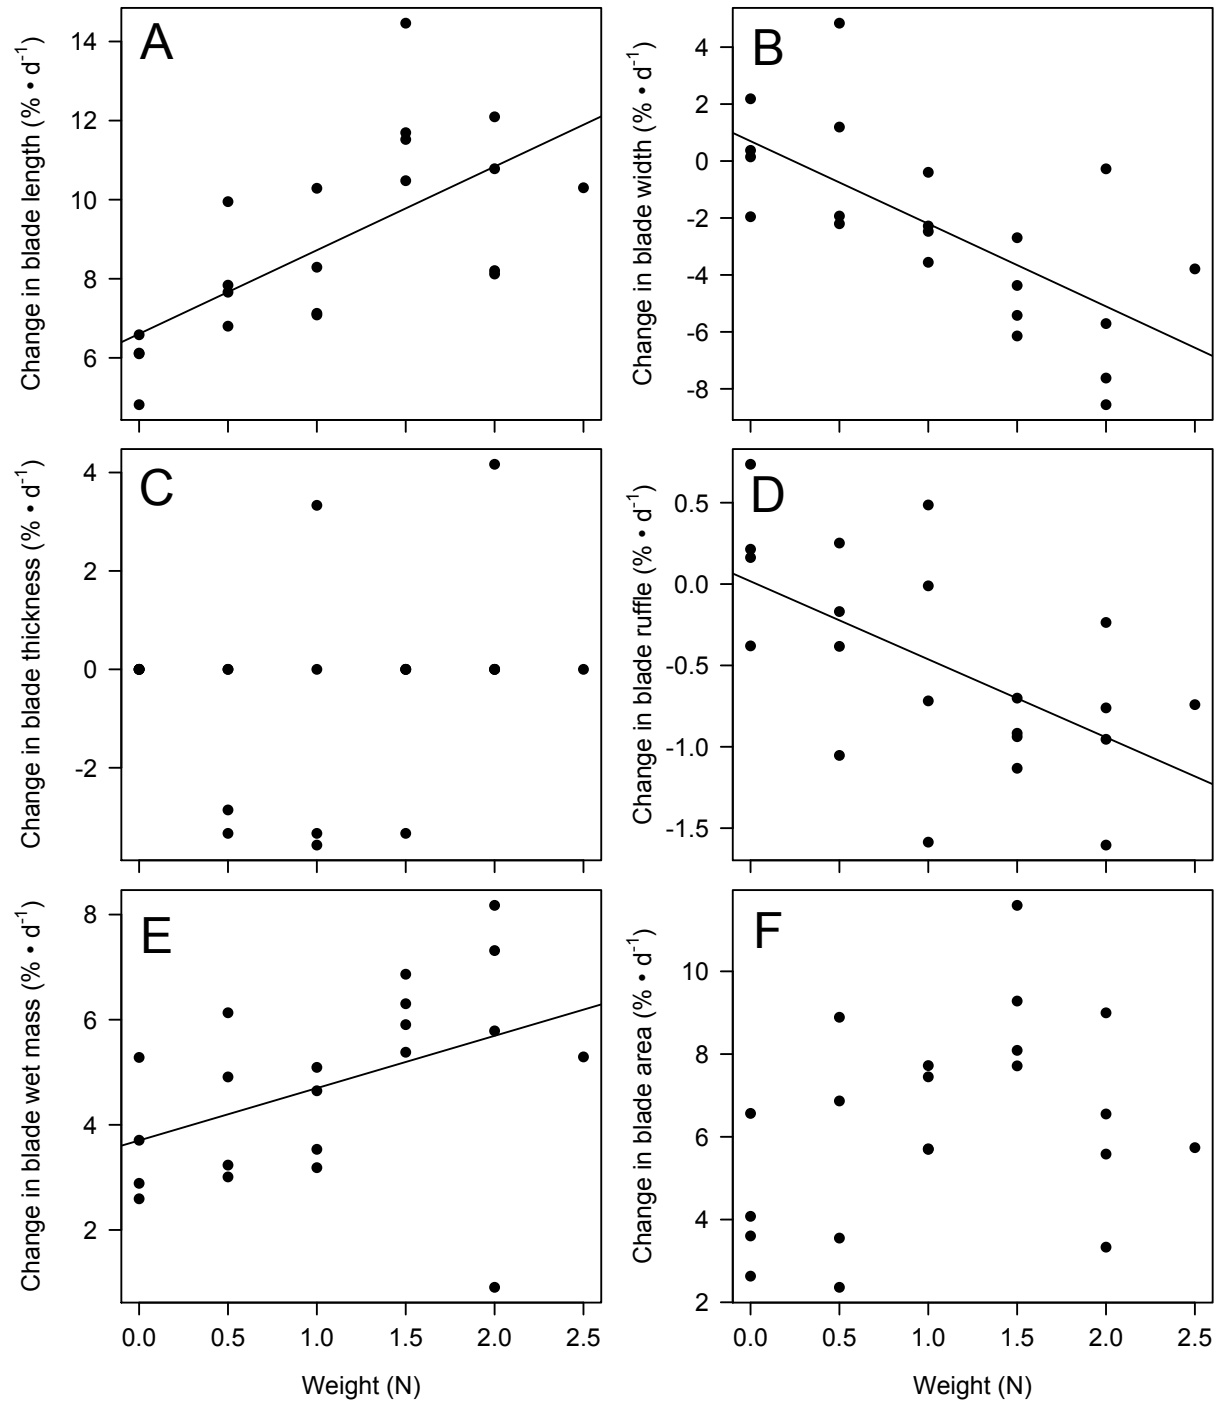 A
Change in blade length (% • d-1)
14
12
10
8
6
B
Change in blade width (% • d-1)
4
2
0
-2
-4
-6
-8
C
Change in blade thickness (% • d-1)
4
2
0
-2
D
Change in blade ruffle (% • d-1)
0.5
0.0
-0.5
-1.0
-1.5
E
Change in blade wet mass (% • d-1)
8
6
4
2
0.0 0.5 1.0 1.5 2.0 2.5
Weight (N)
F
Change in blade area (% • d-1)
10
8
6
4
2
0.0 0.5 1.0 1.5 2.0 2.5
Weight (N)